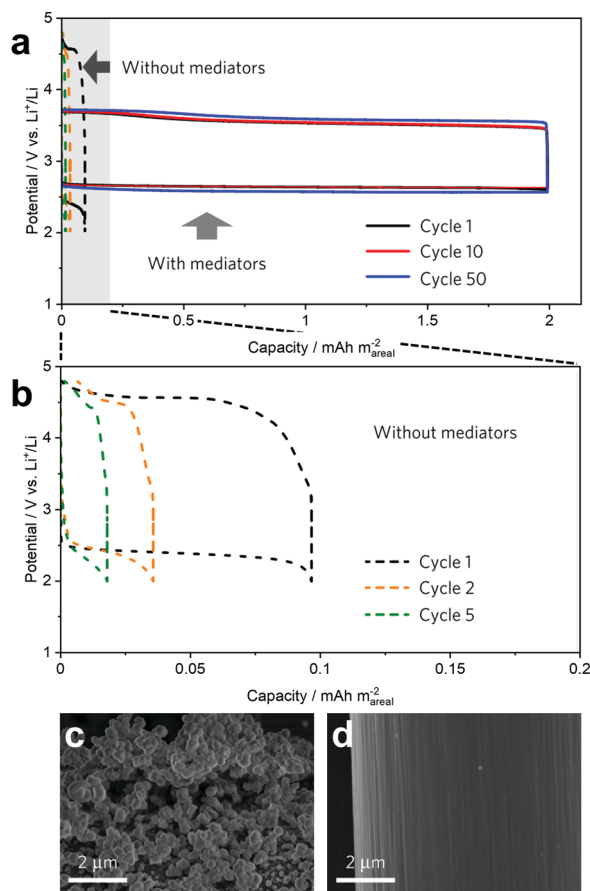 a
5
4
3
2
1
Potential / V vs. Li⁺/Li
Without mediators
With mediators
Cycle 1
Cycle 10
Cycle 50
0 0.5 1 1.5 2
Capacity / mAh m⁻²areal
b
5
4
3
2
1
Potential / V vs. Li⁺/Li
Without mediators
Cycle 1
Cycle 2
Cycle 5
0 0.05 0.1 0.15 0.2
Capacity / mAh m⁻²areal
c
2 μm
d
2 μm